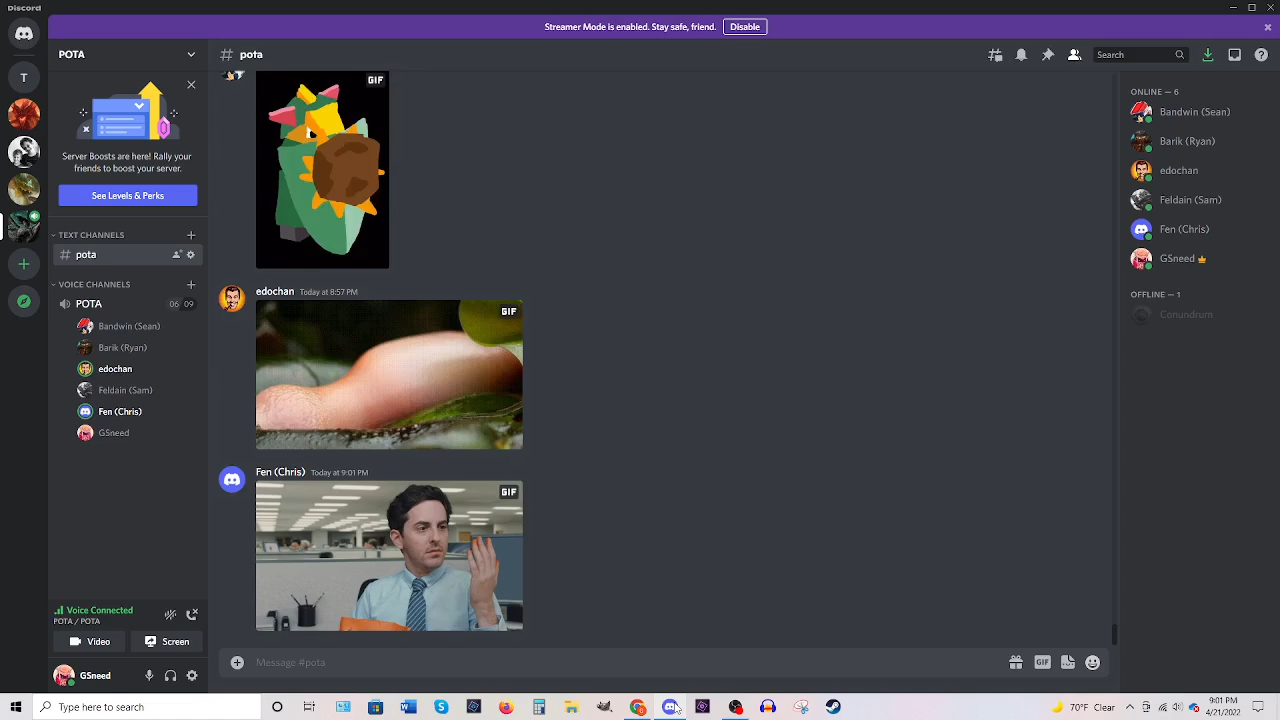 Discord
Streamer Mode is enabled. Stay safe, friend.
Disable
POTA
# pota
Search
T
Server Boosts are here! Rally your
friends to boost your server.
See Levels & Perks
TEXT CHANNELS
# pota
VOICE CHANNELS
POTA
06 09
Bandwin (Sean)
Barik (Ryan)
edochan
Feldain (Sam)
Fen (Chris)
GSneed
Voice Connected
POTA / POTA
Video
Screen
GSneed
GIF
edochan Today at 8:57 PM
GIF
Fen (Chris) Today at 9:01 PM
GIF
Message #pota
GIF
ONLINE — 6
Bandwin (Sean)
Barik (Ryan)
edochan
Feldain (Sam)
Fen (Chris)
GSneed
OFFLINE — 1
Conundrum
Type here to search
70°F Clear
9:01 PM
4/21/2022